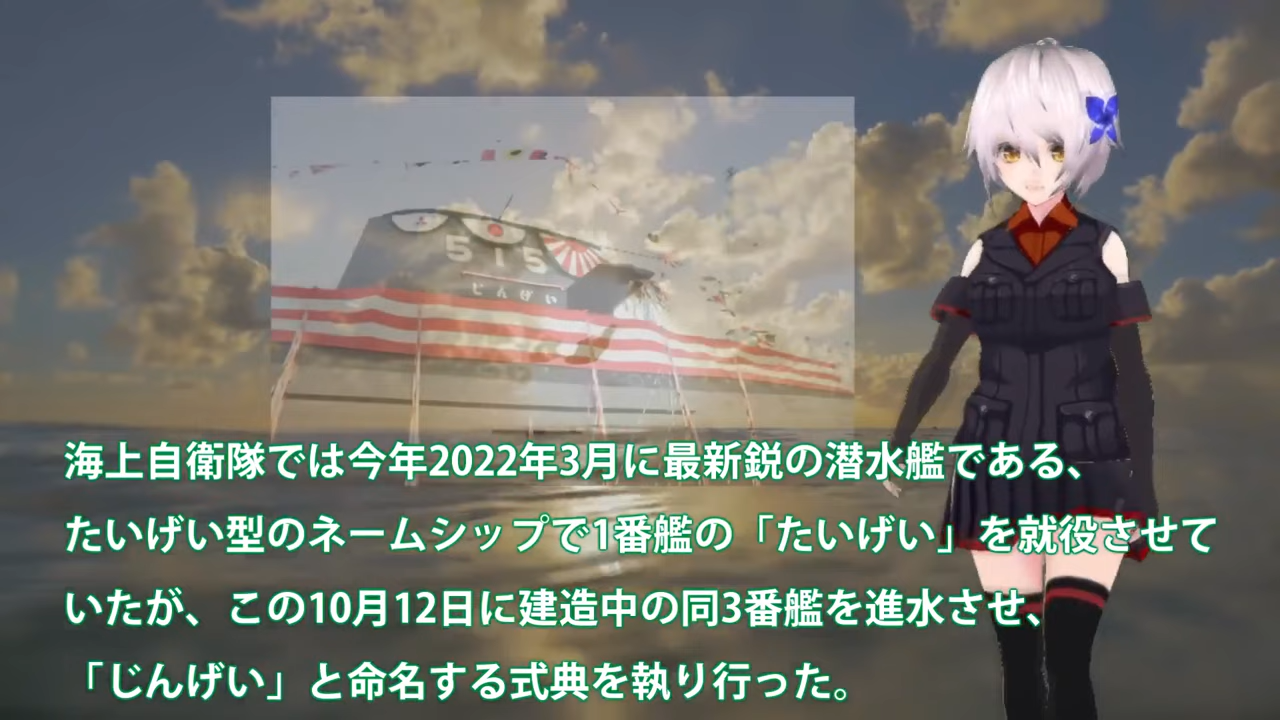 515
じんげい
海上自衛隊では今年2022年3月に最新鋭の潜水艦である、
たいげい型のネームシップで1番艦の「たいげい」を就役させて
いたが、この10月12日に建造中の同3番艦を進水させ、
「じんげい」と命名する式典を執り行った。